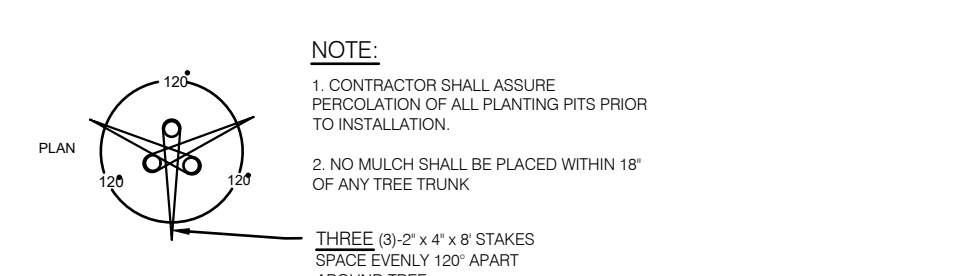 NOTE:
1. CONTRACTOR SHALL ASSURE
PERCOLATION OF ALL PLANTING PITS PRIOR
TO INSTALLATION.
2. NO MULCH SHALL BE PLACED WITHIN 18"
OF ANY TREE TRUNK
120°
PLAN
120°
120°
THREE (3)-2" x 4" x 8' STAKES
SPACE EVENLY 120° APART
AROUND TREE